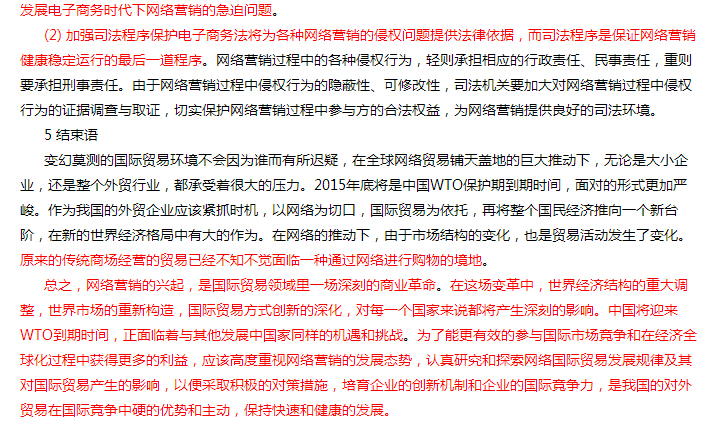 发展电子商务时代下网络营销的急迫问题。
(2) 加强司法程序保护电子商务法将为各种网络营销的侵权问题提供法律依据，而司法程序是保证网络营销
健康稳定运行的最后一道程序。网络营销过程中的各种侵权行为，轻则承担相应的行政责任、民事责任，重则
要承担刑事责任。由于网络营销过程中侵权行为的隐蔽性、可修改性，司法机关要加大对网络营销过程中侵权
行为的证据调查与取证，切实保护网络营销过程中参与方的合法权益，为网络营销提供良好的司法环境。
5 结束语
变幻莫测的国际贸易环境不会因为谁而有所迟疑，在全球网络贸易铺天盖地的巨大推动下，无论是大小企
业，还是整个外贸行业，都承受着很大的压力。2015年底将是中国WTO保护期到期时间，面对的形式更加严
峻。作为我国的外贸企业应该紧抓时机，以网络为切口，国际贸易为依托，再将整个国民经济推向一个新台
阶，在新的世界经济格局中有大的作为。在网络的推动下，由于市场结构的变化，也是贸易活动发生了变化。
原来的传统商场经营的贸易已经不知不觉面临一种通过网络进行购物的境地。
总之，网络营销的兴起，是国际贸易领域里一场深刻的商业革命。在这场变革中，世界经济结构的重大调
整，世界市场的重新构造，国际贸易方式创新的深化，对每一个国家来说都将产生深刻的影响。中国将迎来
WTO到期时间，正面临着与其他发展中国家同样的机遇和挑战。为了能更有效的参与国际市场竞争和在经济全
球化过程中获得更多的利益，应该高度重视网络营销的发展态势，认真研究和探索网络国际贸易发展规律及其
对国际贸易产生的影响，以便采取积极的对策措施，培育企业的创新机制和企业的国际竞争力，是我国的对外
贸易在国际竞争中硬的优势和主动，保持快速和健康的发展。